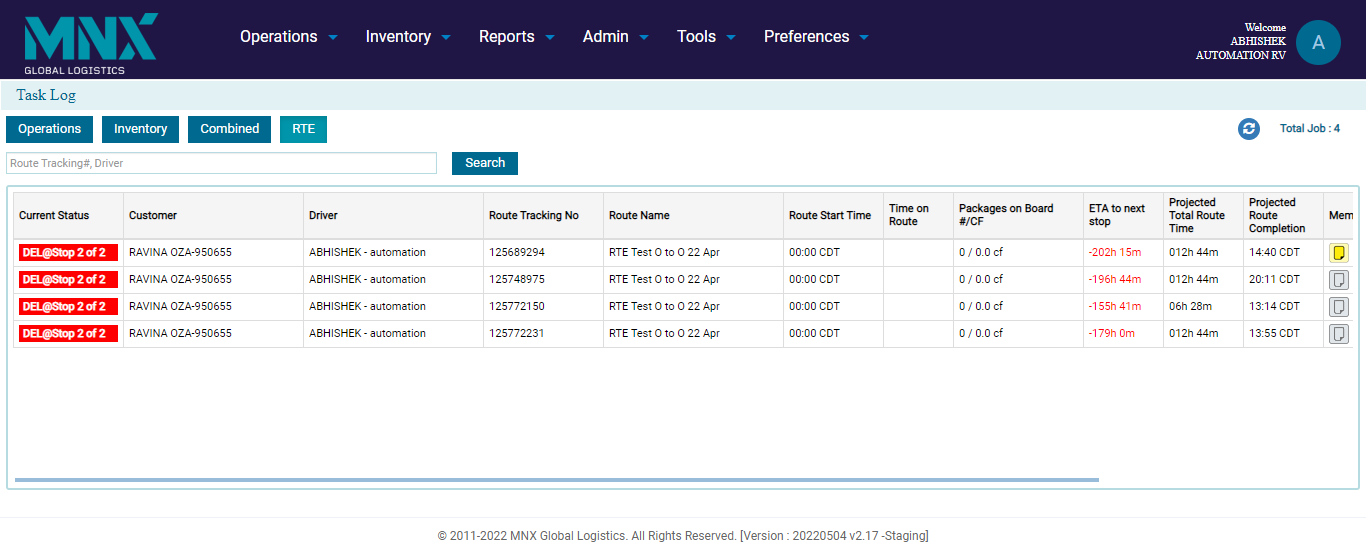 MNX
GLOBAL LOGISTICS
Operations Inventory Reports Admin Tools Preferences
Welcome
ABHISHEK
AUTOMATION RV
A
Task Log
Operations Inventory Combined RTE
Total Job : 4
Route Tracking#, Driver
Search
Current Status Customer Driver Route Tracking No Route Name Route Start Time Time on Route Packages on Board #/CF ETA to next stop Projected Total Route Time Projected Route Completion Mem
DEL@Stop 2 of 2 RAVINA OZA-950655 ABHISHEK - automation 125689294 RTE Test O to O 22 Apr 00:00 CDT 0 / 0.0 cf -202h 15m 012h 44m 14:40 CDT
DEL@Stop 2 of 2 RAVINA OZA-950655 ABHISHEK - automation 125748975 RTE Test O to O 22 Apr 00:00 CDT 0 / 0.0 cf -196h 44m 012h 44m 20:11 CDT
DEL@Stop 2 of 2 RAVINA OZA-950655 ABHISHEK - automation 125772150 RTE Test O to O 22 Apr 00:00 CDT 0 / 0.0 cf -155h 41m 06h 28m 13:14 CDT
DEL@Stop 2 of 2 RAVINA OZA-950655 ABHISHEK - automation 125772231 RTE Test O to O 22 Apr 00:00 CDT 0 / 0.0 cf -179h 0m 012h 44m 13:55 CDT
© 2011-2022 MNX Global Logistics. All Rights Reserved. [Version : 20220504 v2.17 -Staging]